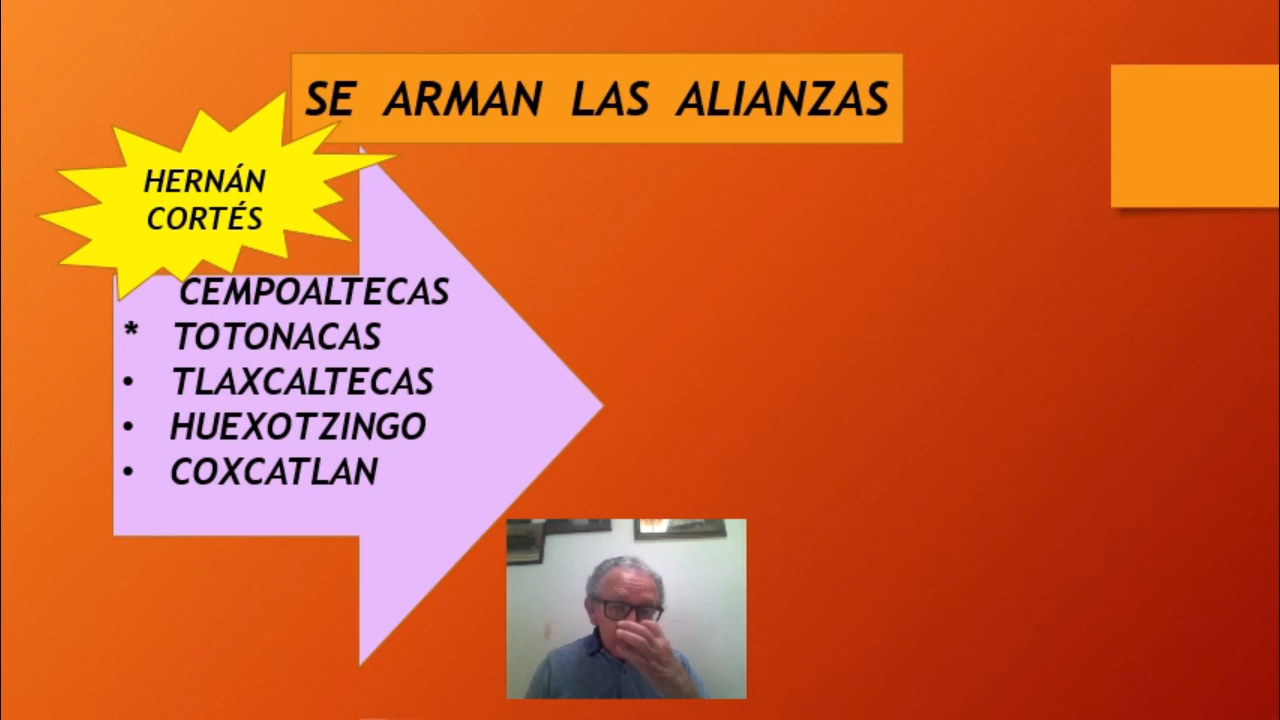 SE ARMAN LAS ALIANZAS
HERNÁN
CORTÉS
CEMPOALTECAS
* TOTONACAS
• TLAXCALTECAS
• HUEXOTZINGO
• COXCATLAN